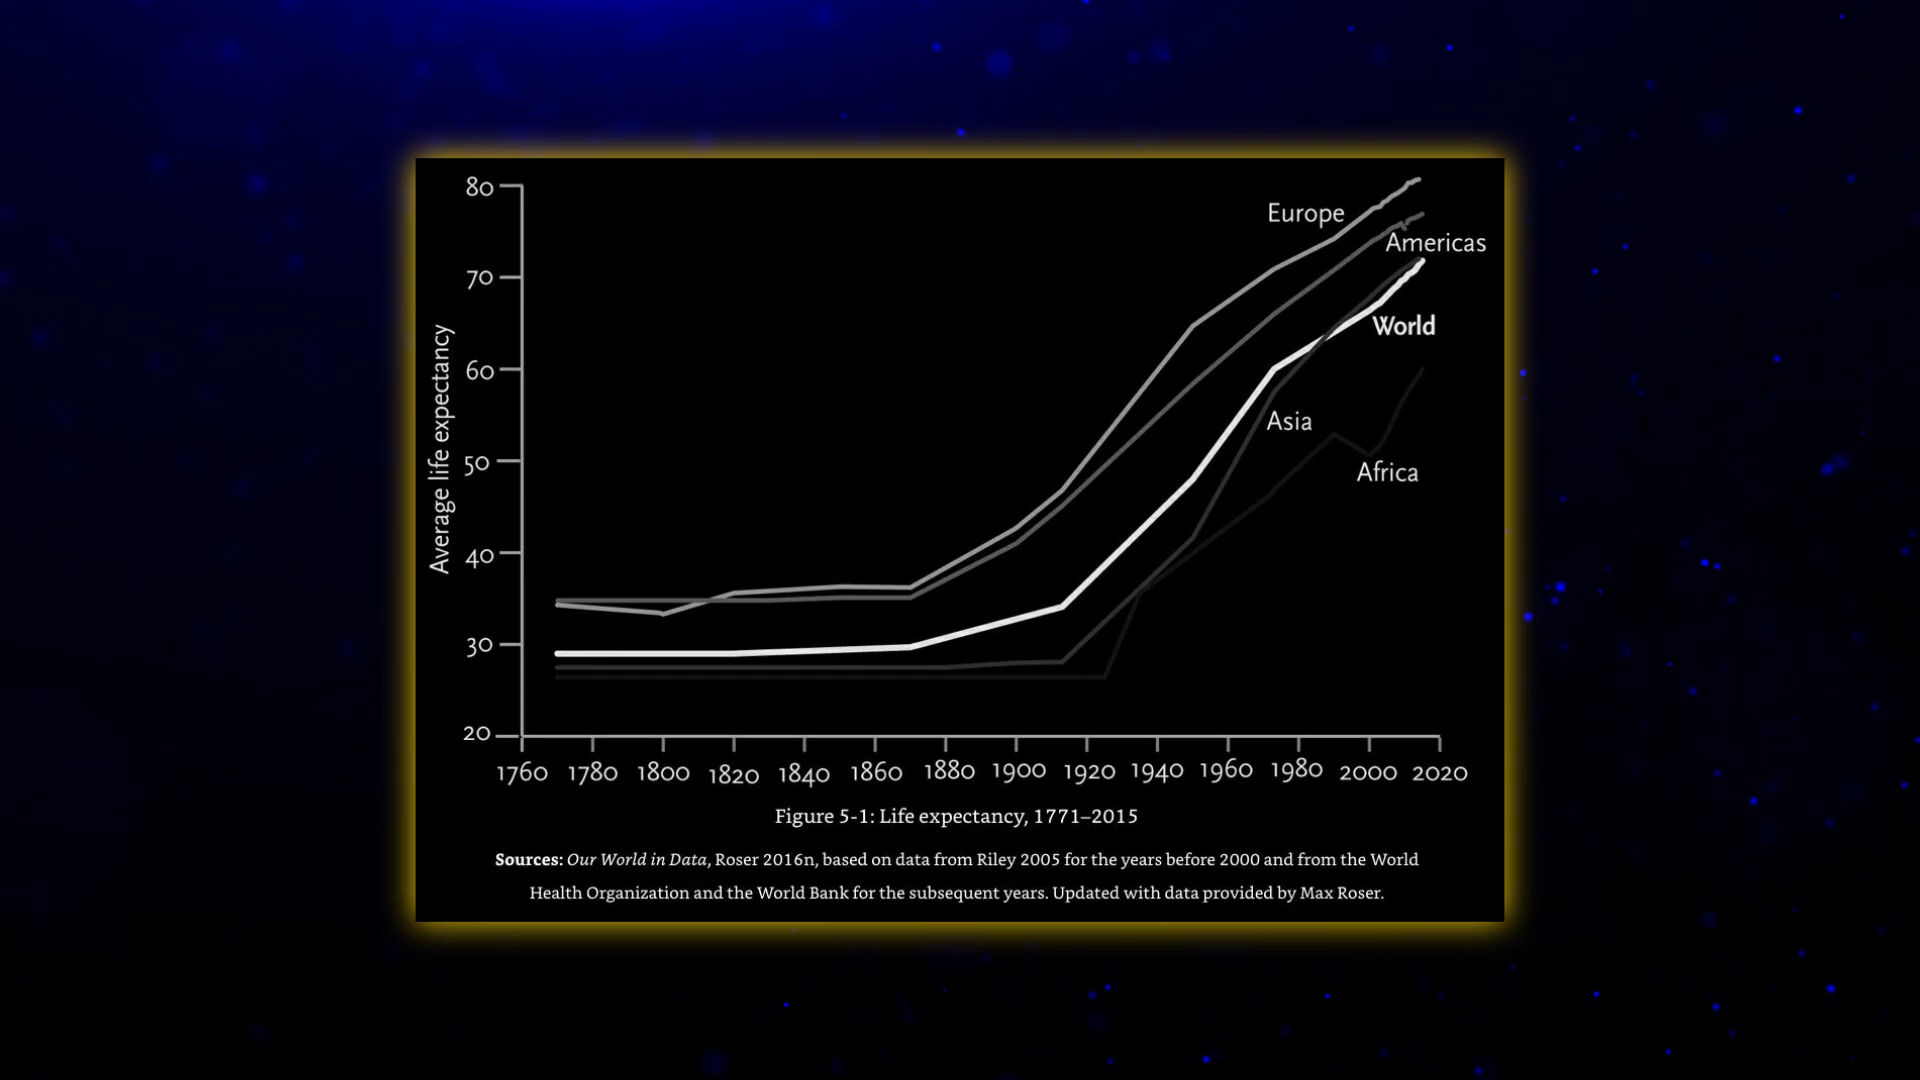 80
Europe
Americas
70
World
60
Asia
50
Africa
40
30
20
Average life expectancy
1760 1780 1800 1820 1840 1860 1880 1900 1920 1940 1960 1980 2000 2020
Figure 5-1: Life expectancy, 1771–2015
Sources: Our World in Data, Roser 2016n, based on data from Riley 2005 for the years before 2000 and from the World
Health Organization and the World Bank for the subsequent years. Updated with data provided by Max Roser.